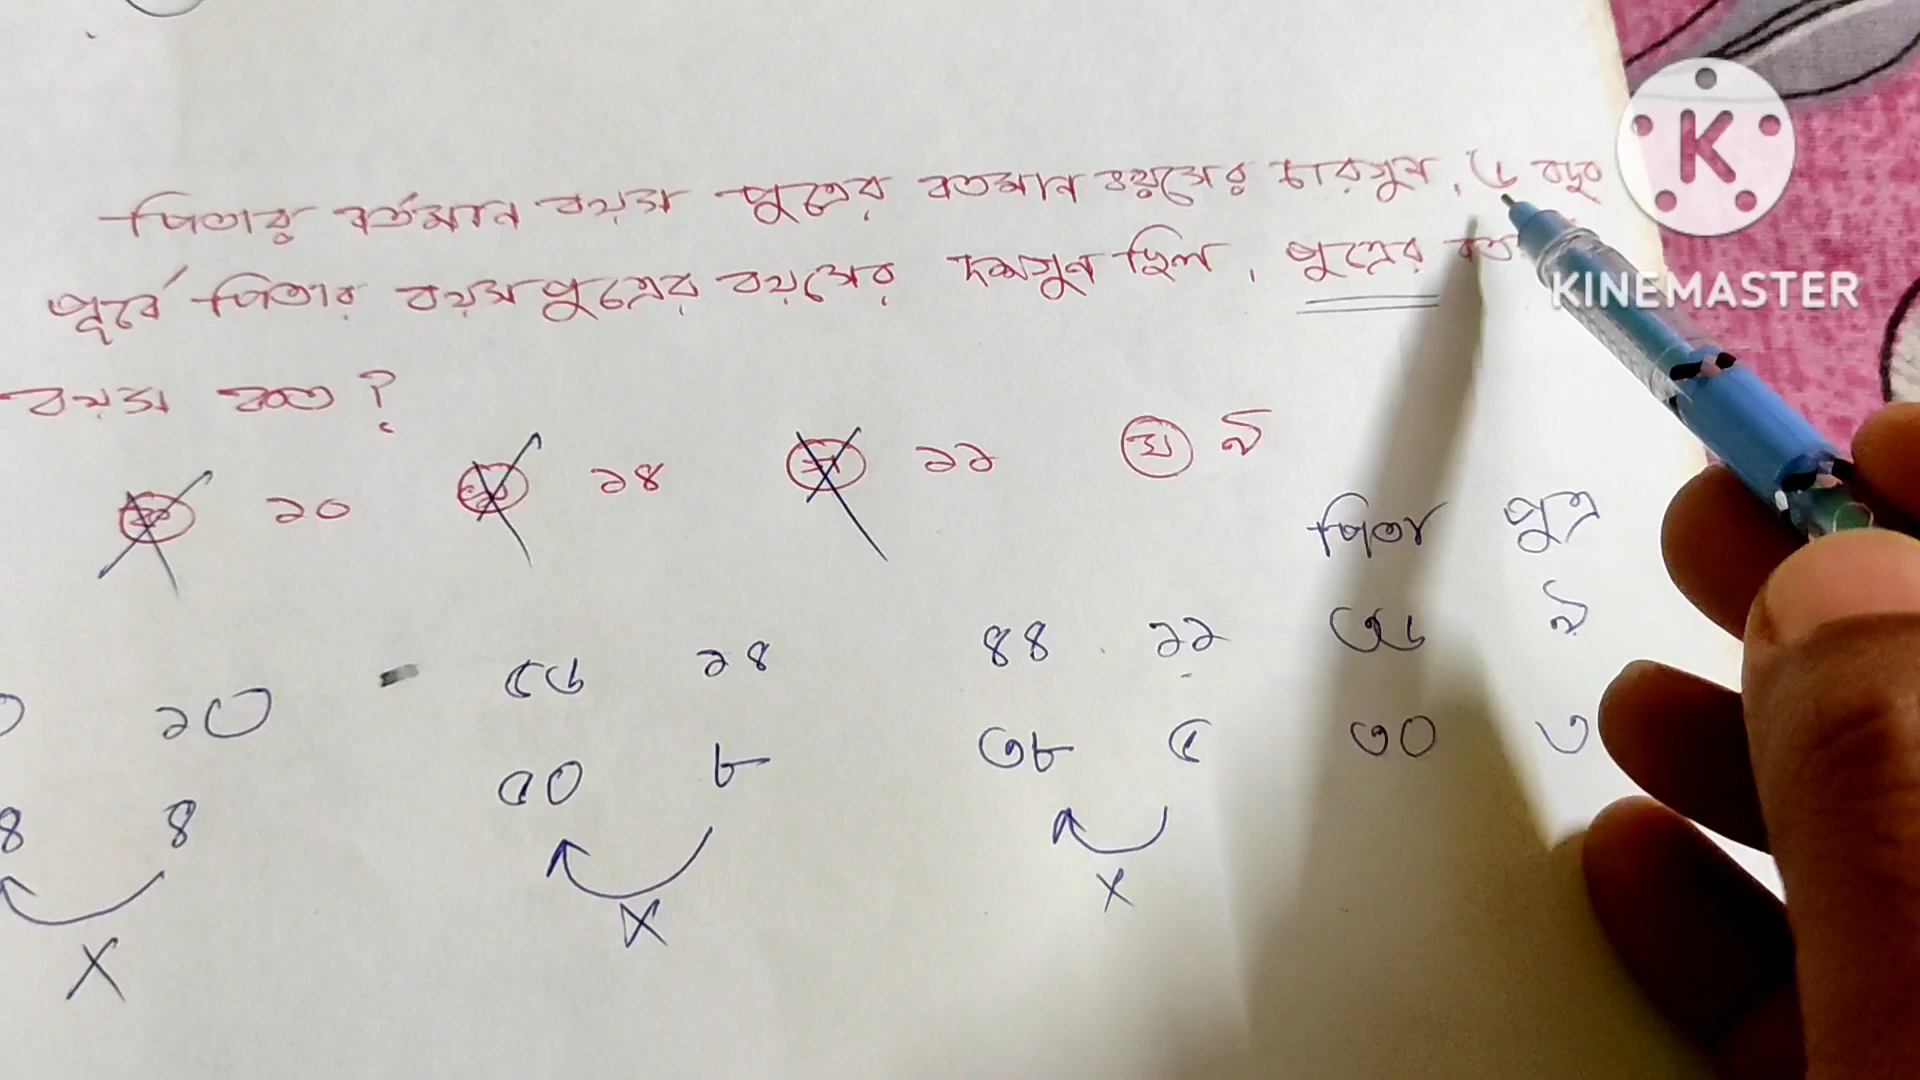 পিতার বর্তমান বয়স পুত্রের বর্তমান বয়সের চারগুন, ৬ বছর
পূর্বে পিতার বয়স পুত্রের বয়সের দশগুন ছিল, পুত্রের বর্ত
বয়স কত ?
১০ ১৪ ১১ ঘ ৯
পিতা পুত্র
১০ ৫৬ ১৪ ৪৪ ১১ ৩৬ ৯
৪ ৪ ৫০ ৮ ৩৮ ৫ ৩০ ৩
X X X
K
KINEMASTER